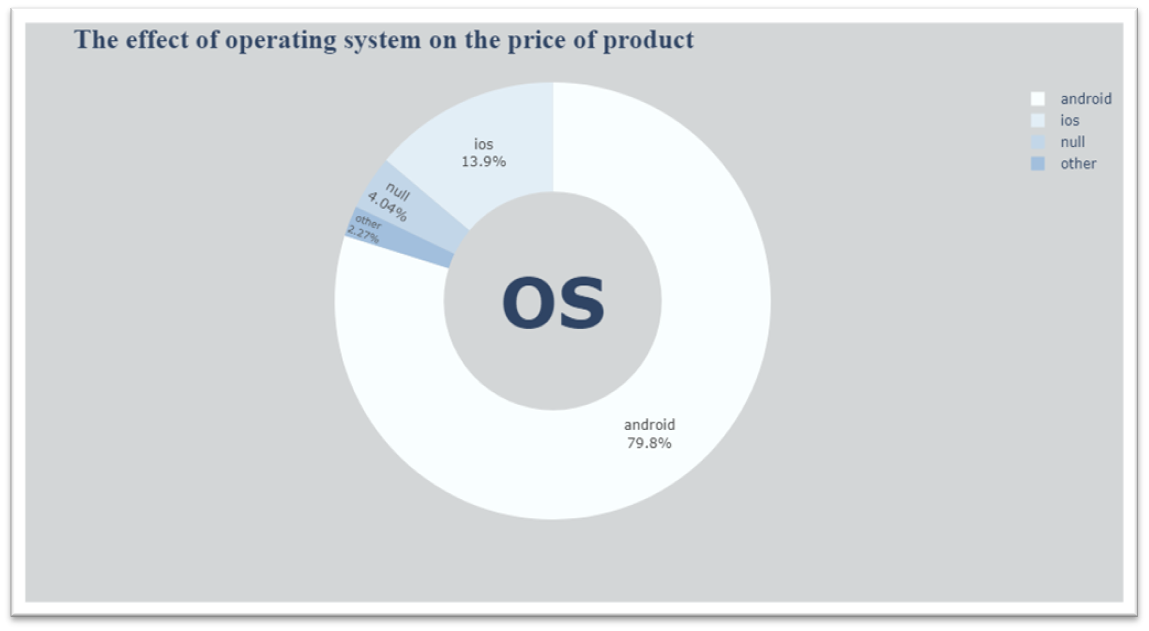 The effect of operating system on the price of product
android
ios
null
other
ios
13.9%
null
4.04%
other
2.27%
OS
android
79.8%